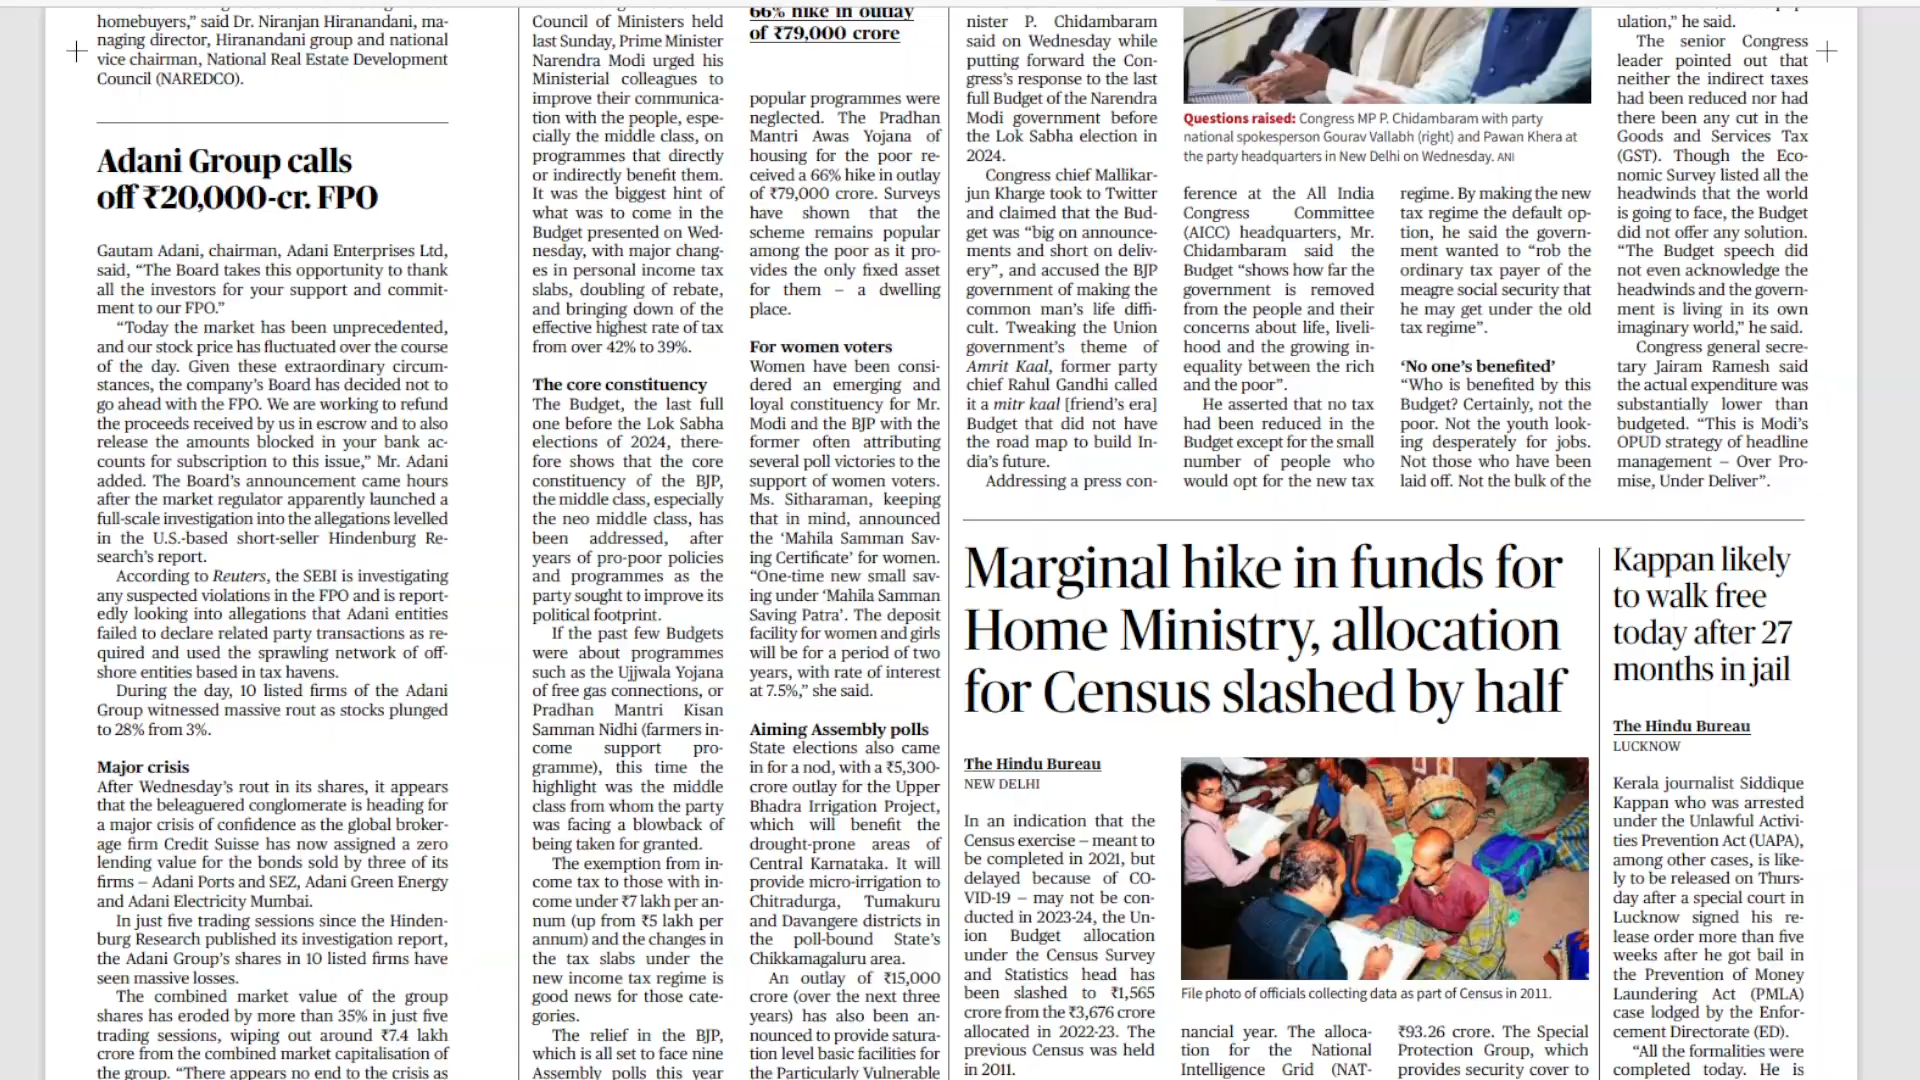 homebuyers,” said Dr. Niranjan Hiranandani, ma-
naging director, Hiranandani group and national
vice chairman, National Real Estate Development
Council (NAREDCO).
Adani Group calls
off ₹20,000-cr. FPO
Gautam Adani, chairman, Adani Enterprises Ltd,
said, “The Board takes this opportunity to thank
all the investors for your support and commit-
ment to our FPO.”
“Today the market has been unprecedented,
and our stock price has fluctuated over the course
of the day. Given these extraordinary circum-
stances, the company’s Board has decided not to
go ahead with the FPO. We are working to refund
the proceeds received by us in escrow and to also
release the amounts blocked in your bank ac-
counts for subscription to this issue,” Mr. Adani
added. The Board’s announcement came hours
after the market regulator apparently launched a
full-scale investigation into the allegations levelled
in the U.S.-based short-seller Hindenburg Re-
search’s report.
According to Reuters, the SEBI is investigating
any suspected violations in the FPO and is report-
edly looking into allegations that Adani entities
failed to declare related party transactions as re-
quired and used the sprawling network of off-
shore entities based in tax havens.
During the day, 10 listed firms of the Adani
Group witnessed massive rout as stocks plunged
to 28% from 3%.
Major crisis
After Wednesday’s rout in its shares, it appears
that the beleaguered conglomerate is heading for
a major crisis of confidence as the global broker-
age firm Credit Suisse has now assigned a zero
lending value for the bonds sold by three of its
firms – Adani Ports and SEZ, Adani Green Energy
and Adani Electricity Mumbai.
In just five trading sessions since the Hinden-
burg Research published its investigation report,
the Adani Group’s shares in 10 listed firms have
seen massive losses.
The combined market value of the group
shares has eroded by more than 35% in just five
trading sessions, wiping out around ₹7.4 lakh
crore from the combined market capitalisation of
the group. “There appears no end to the crisis as
Council of Ministers held
last Sunday, Prime Minister
Narendra Modi urged his
Ministerial colleagues to
improve their communica-
tion with the people, espe-
cially the middle class, on
programmes that directly
or indirectly benefit them.
It was the biggest hint of
what was to come in the
Budget presented on Wed-
nesday, with major chang-
es in personal income tax
slabs, doubling of rebate,
and bringing down of the
effective highest rate of tax
from over 42% to 39%.
The core constituency
The Budget, the last full
one before the Lok Sabha
elections of 2024, there-
fore shows that the core
constituency of the BJP,
the middle class, especially
the neo middle class, has
been addressed, after
years of pro-poor policies
and programmes as the
party sought to improve its
political footprint.
If the past few Budgets
were about programmes
such as the Ujjwala Yojana
of free gas connections, or
Pradhan Mantri Kisan
Samman Nidhi (farmers in-
come support pro-
gramme), this time the
highlight was the middle
class from whom the party
was facing a blowback of
being taken for granted.
The exemption from in-
come tax to those with in-
come under ₹7 lakh per an-
num (up from ₹5 lakh per
annum) and the changes in
the tax slabs under the
new income tax regime is
good news for those cate-
gories.
The relief in the BJP,
which is all set to face nine
Assembly polls this year
66% hike in outlay
of ₹79,000 crore
popular programmes were
neglected. The Pradhan
Mantri Awas Yojana of
housing for the poor re-
ceived a 66% hike in outlay
of ₹79,000 crore. Surveys
have shown that the
scheme remains popular
among the poor as it pro-
vides the only fixed asset
for them – a dwelling
place.
For women voters
Women have been consi-
dered an emerging and
loyal constituency for Mr.
Modi and the BJP with the
former often attributing
several poll victories to the
support of women voters.
Ms. Sitharaman, keeping
that in mind, announced
the ‘Mahila Samman Sav-
ing Certificate’ for women.
“One-time new small sav-
ing under ‘Mahila Samman
Saving Patra’. The deposit
facility for women and girls
will be for a period of two
years, with rate of interest
at 7.5%,” she said.
Aiming Assembly polls
State elections also came
in for a nod, with a ₹5,300-
crore outlay for the Upper
Bhadra Irrigation Project,
which will benefit the
drought-prone areas of
Central Karnataka. It will
provide micro-irrigation to
Chitradurga, Tumakuru
and Davangere districts in
the poll-bound State’s
Chikkamagaluru area.
An outlay of ₹15,000
crore (over the next three
years) has also been an-
nounced to provide satura-
tion level basic facilities for
the Particularly Vulnerable
nister P. Chidambaram
said on Wednesday while
putting forward the Con-
gress’s response to the last
full Budget of the Narendra
Modi government before
the Lok Sabha election in
2024.
Congress chief Mallikar-
jun Kharge took to Twitter
and claimed that the Bud-
get was “big on announce-
ments and short on deliv-
ery”, and accused the BJP
government of making the
common man’s life diffi-
cult. Tweaking the Union
government’s theme of
Amrit Kaal, former party
chief Rahul Gandhi called
it a mitr kaal [friend’s era]
Budget that did not have
the road map to build In-
dia’s future.
Addressing a press con-
Questions raised: Congress MP P. Chidambaram with party
national spokesperson Gourav Vallabh (right) and Pawan Khera at
the party headquarters in New Delhi on Wednesday. ANI
ference at the All India
Congress Committee
(AICC) headquarters, Mr.
Chidambaram said the
Budget “shows how far the
government is removed
from the people and their
concerns about life, liveli-
hood and the growing in-
equality between the rich
and the poor”.
He asserted that no tax
had been reduced in the
Budget except for the small
number of people who
would opt for the new tax
regime. By making the new
tax regime the default op-
tion, he said the govern-
ment wanted to “rob the
ordinary tax payer of the
meagre social security that
he may get under the old
tax regime”.
‘No one’s benefited’
“Who is benefited by this
Budget? Certainly, not the
poor. Not the youth look-
ing desperately for jobs.
Not those who have been
laid off. Not the bulk of the
ulation,” he said.
The senior Congress
leader pointed out that
neither the indirect taxes
had been reduced nor had
there been any cut in the
Goods and Services Tax
(GST). Though the Eco-
nomic Survey listed all the
headwinds that the world
is going to face, the Budget
did not offer any solution.
“The Budget speech did
not even acknowledge the
headwinds and the govern-
ment is living in its own
imaginary world,” he said.
Congress general secre-
tary Jairam Ramesh said
the actual expenditure was
substantially lower than
budgeted. “This is Modi’s
OPUD strategy of headline
management – Over Pro-
mise, Under Deliver”.
Marginal hike in funds for
Home Ministry, allocation
for Census slashed by half
The Hindu Bureau
NEW DELHI
In an indication that the
Census exercise – meant to
be completed in 2021, but
delayed because of CO-
VID-19 – may not be con-
ducted in 2023-24, the Un-
ion Budget allocation
under the Census Survey
and Statistics head has
been slashed to ₹1,565
crore from the ₹3,676 crore
allocated in 2022-23. The
previous Census was held
in 2011.
File photo of officials collecting data as part of Census in 2011.
nancial year. The alloca-
tion for the National
Intelligence Grid (NAT-
₹93.26 crore. The Special
Protection Group, which
provides security cover to
Kappan likely
to walk free
today after 27
months in jail
The Hindu Bureau
LUCKNOW
Kerala journalist Siddique
Kappan who was arrested
under the Unlawful Activi-
ties Prevention Act (UAPA),
among other cases, is like-
ly to be released on Thurs-
day after a special court in
Lucknow signed his re-
lease order more than five
weeks after he got bail in
the Prevention of Money
Laundering Act (PMLA)
case lodged by the Enfor-
cement Directorate (ED).
“All the formalities were
completed today. He is